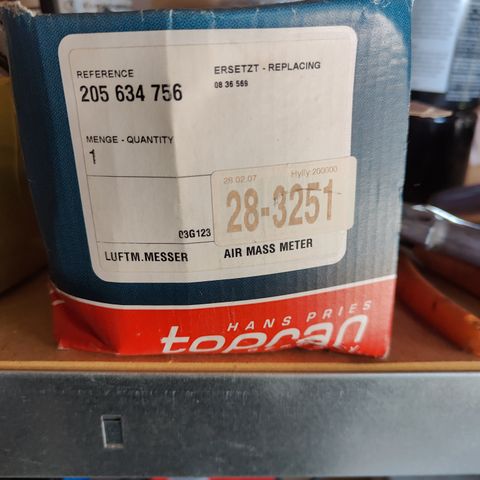 REFERENCE
205 634 756
ERSETZT - REPLACING
08 36 569
MENGE - QUANTITY
1
28.02.07 Hylly 200000
28-3251
03G123
LUFTM.MESSER AIR MASS METER
HANS PRIES
topran